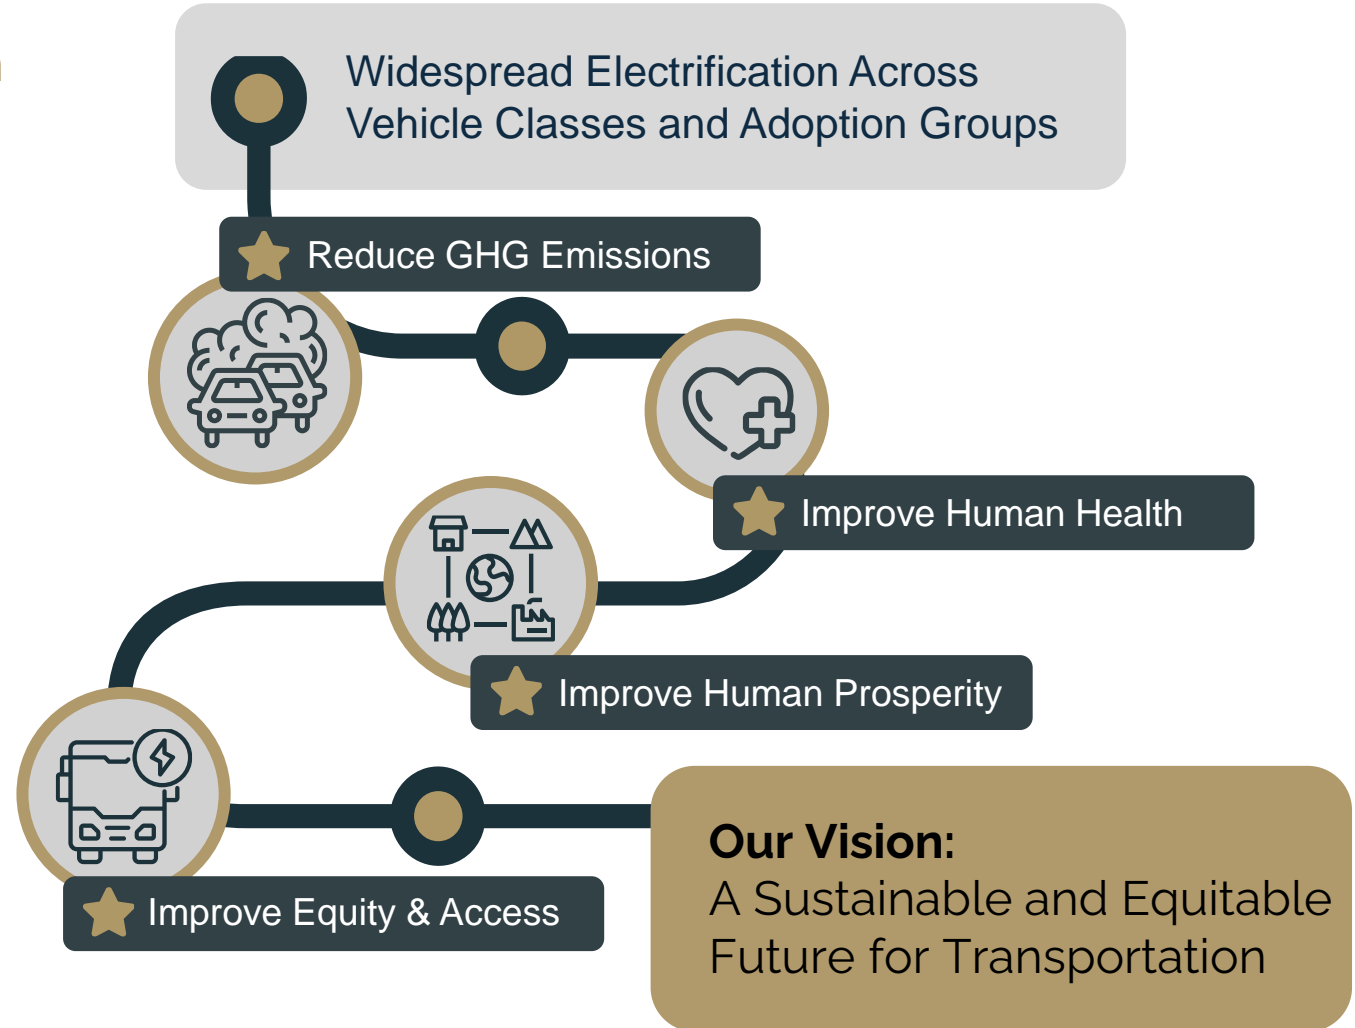 Widespread Electrification Across
Vehicle Classes and Adoption Groups
Reduce GHG Emissions
Improve Human Health
Improve Human Prosperity
Improve Equity & Access
Our Vision:
A Sustainable and Equitable
Future for Transportation